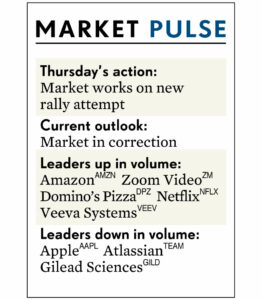 MARKET PULSE
Thursday's action:
Market works on new
rally attempt
Current outlook:
Market in correction
Leaders up in volume:
Amazon AMZN Zoom Video ZM
Domino's Pizza DPZ Netflix NFLX
Veeva Systems VEEV
Leaders down in volume:
Apple AAPL Atlassian TEAM
Gilead Sciences GILD